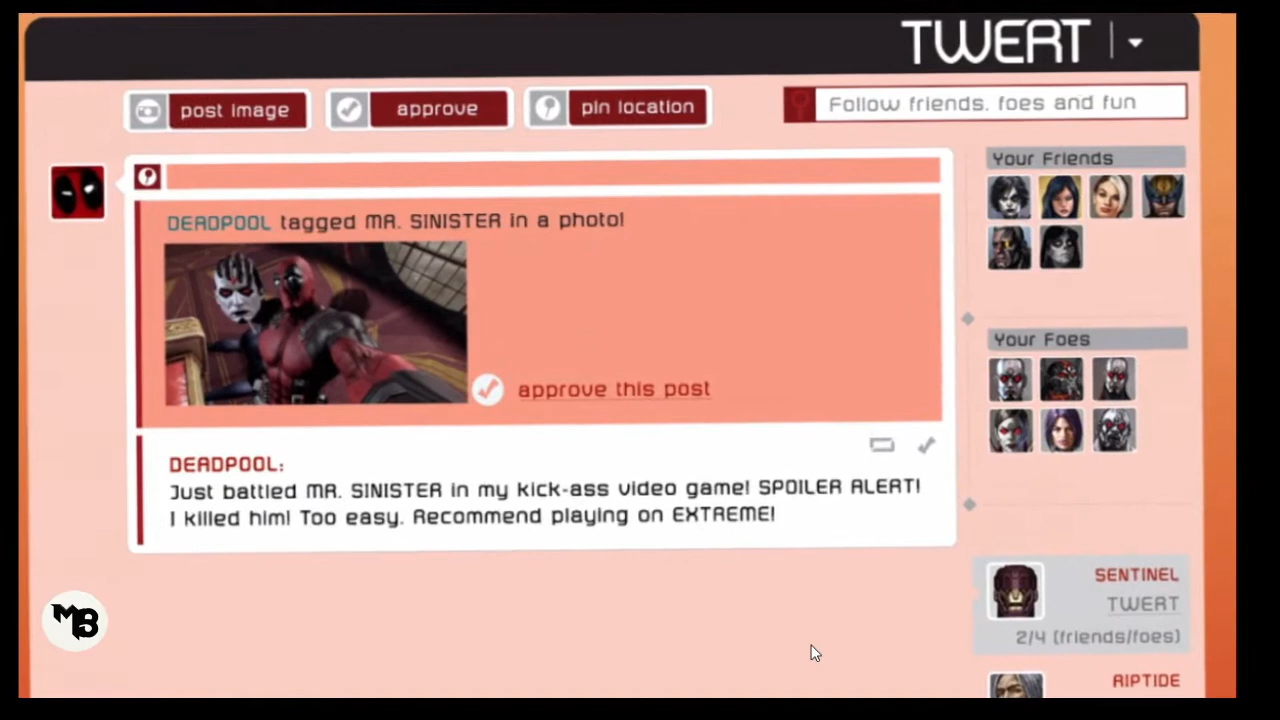 TWERT
post image
approve
pin location
Follow friends, foes and fun
Your Friends
DEADPOOL tagged MR. SINISTER in a photo!
Your Foes
approve this post
DEADPOOL:
Just battled MR. SINISTER in my kick-ass video game! SPOILER ALERT!
I killed him! Too easy. Recommend playing on EXTREME!
SENTINEL
TWERT
2/4 (friends/foes)
RIPTIDE
MB